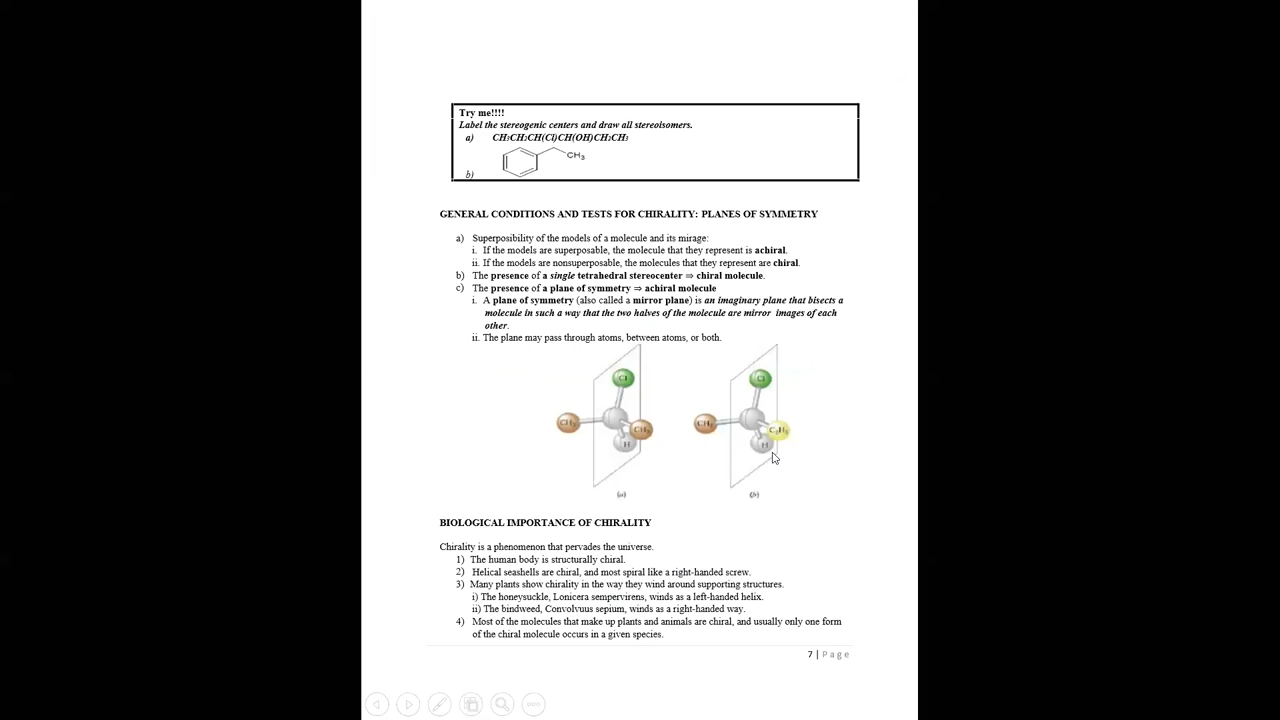 Try me!!!!
Label the stereogenic centers and draw all stereoisomers.
a) CH₃CH₂CH(Cl)CH(OH)CH₂CH₃
CH₃
b)
GENERAL CONDITIONS AND TESTS FOR CHIRALITY: PLANES OF SYMMETRY
a) Superposibility of the models of a molecule and its mirage:
i. If the models are superposable, the molecule that they represent is achiral.
ii. If the models are nonsuperposable, the molecules that they represent are chiral.
b) The presence of a single tetrahedral stereocenter ⇒ chiral molecule.
c) The presence of a plane of symmetry ⇒ achiral molecule
i. A plane of symmetry (also called a mirror plane) is an imaginary plane that bisects a
molecule in such a way that the two halves of the molecule are mirror images of each
other.
ii. The plane may pass through atoms, between atoms, or both.
Cl Cl
CH₃ CH₃ CH₃ C₂H₅
H H
(a) (b)
BIOLOGICAL IMPORTANCE OF CHIRALITY
Chirality is a phenomenon that pervades the universe.
1) The human body is structurally chiral.
2) Helical seashells are chiral, and most spiral like a right-handed screw.
3) Many plants show chirality in the way they wind around supporting structures.
i) The honeysuckle, Lonicera sempervirens, winds as a left-handed helix.
ii) The bindweed, Convolvuus sepium, winds as a right-handed way.
4) Most of the molecules that make up plants and animals are chiral, and usually only one form
of the chiral molecule occurs in a given species.
7 | Page